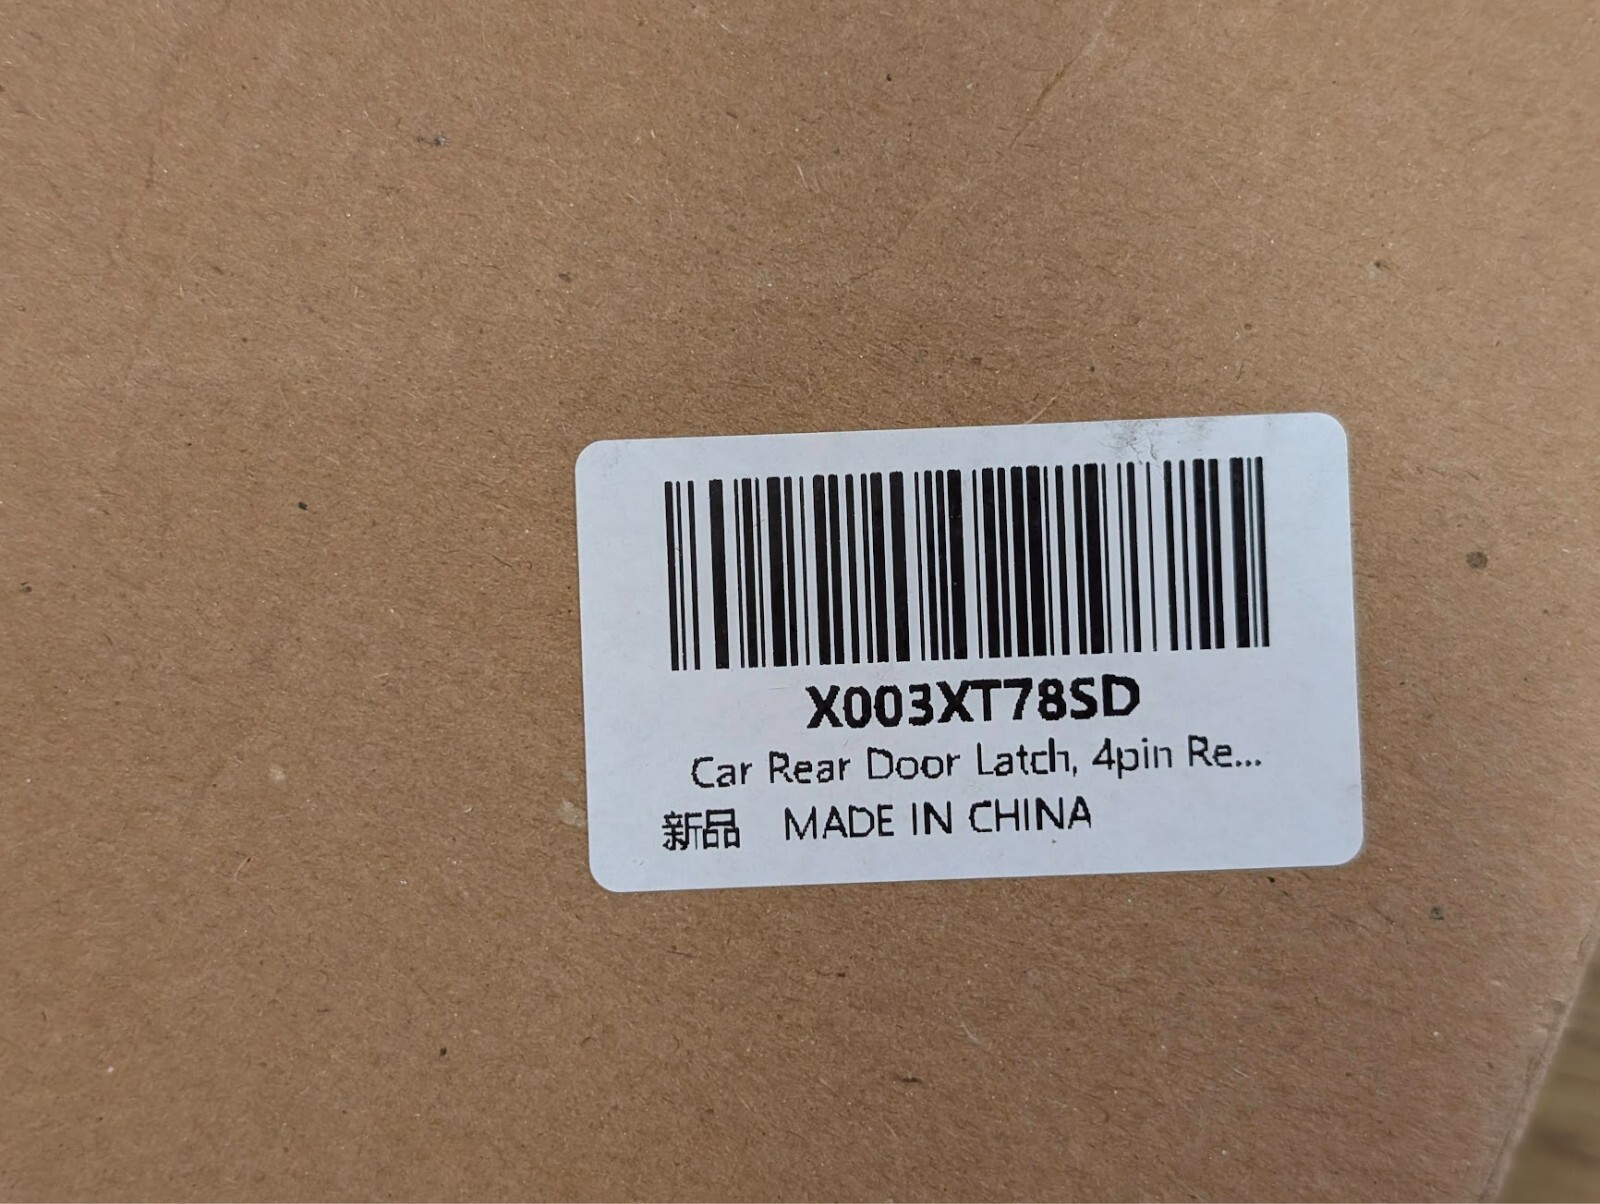 X003XT78SD
Car Rear Door Latch, 4pin Re...
新品 MADE IN CHINA